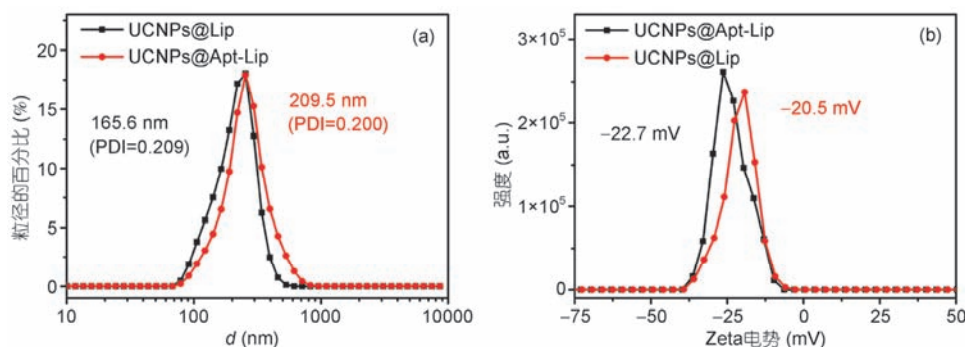 UCNPs@Lip
UCNPs@Apt-Lip
(a)
165.6 nm
(PDI=0.209)
209.5 nm
(PDI=0.200)
粒径的百分比 (%)
20
15
10
5
0
10
100
1000
10000
d (nm)
UCNPs@Apt-Lip
UCNPs@Lip
(b)
−22.7 mV
−20.5 mV
强度 (a.u.)
3×10⁵
2×10⁵
1×10⁵
0
−75
−50
−25
0
25
50
Zeta电势 (mV)